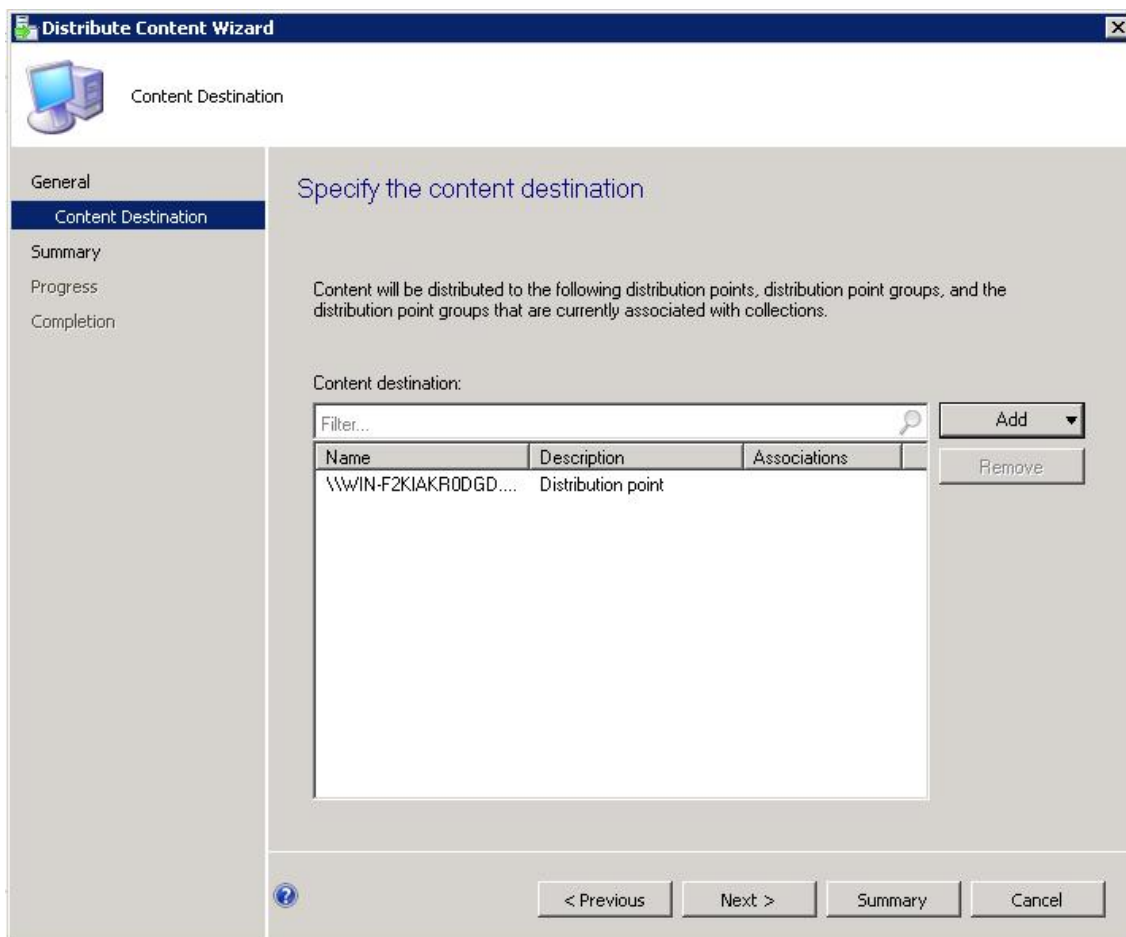 Distribute Content Wizard
Content Destination
General
Content Destination
Summary
Progress
Completion
Specify the content destination
Content will be distributed to the following distribution points, distribution point groups, and the
distribution point groups that are currently associated with collections.
Content destination:
Filter...
Add
Remove
Name Description Associations
\\WIN-F2KIAKR0DGD.... Distribution point
< Previous Next > Summary Cancel